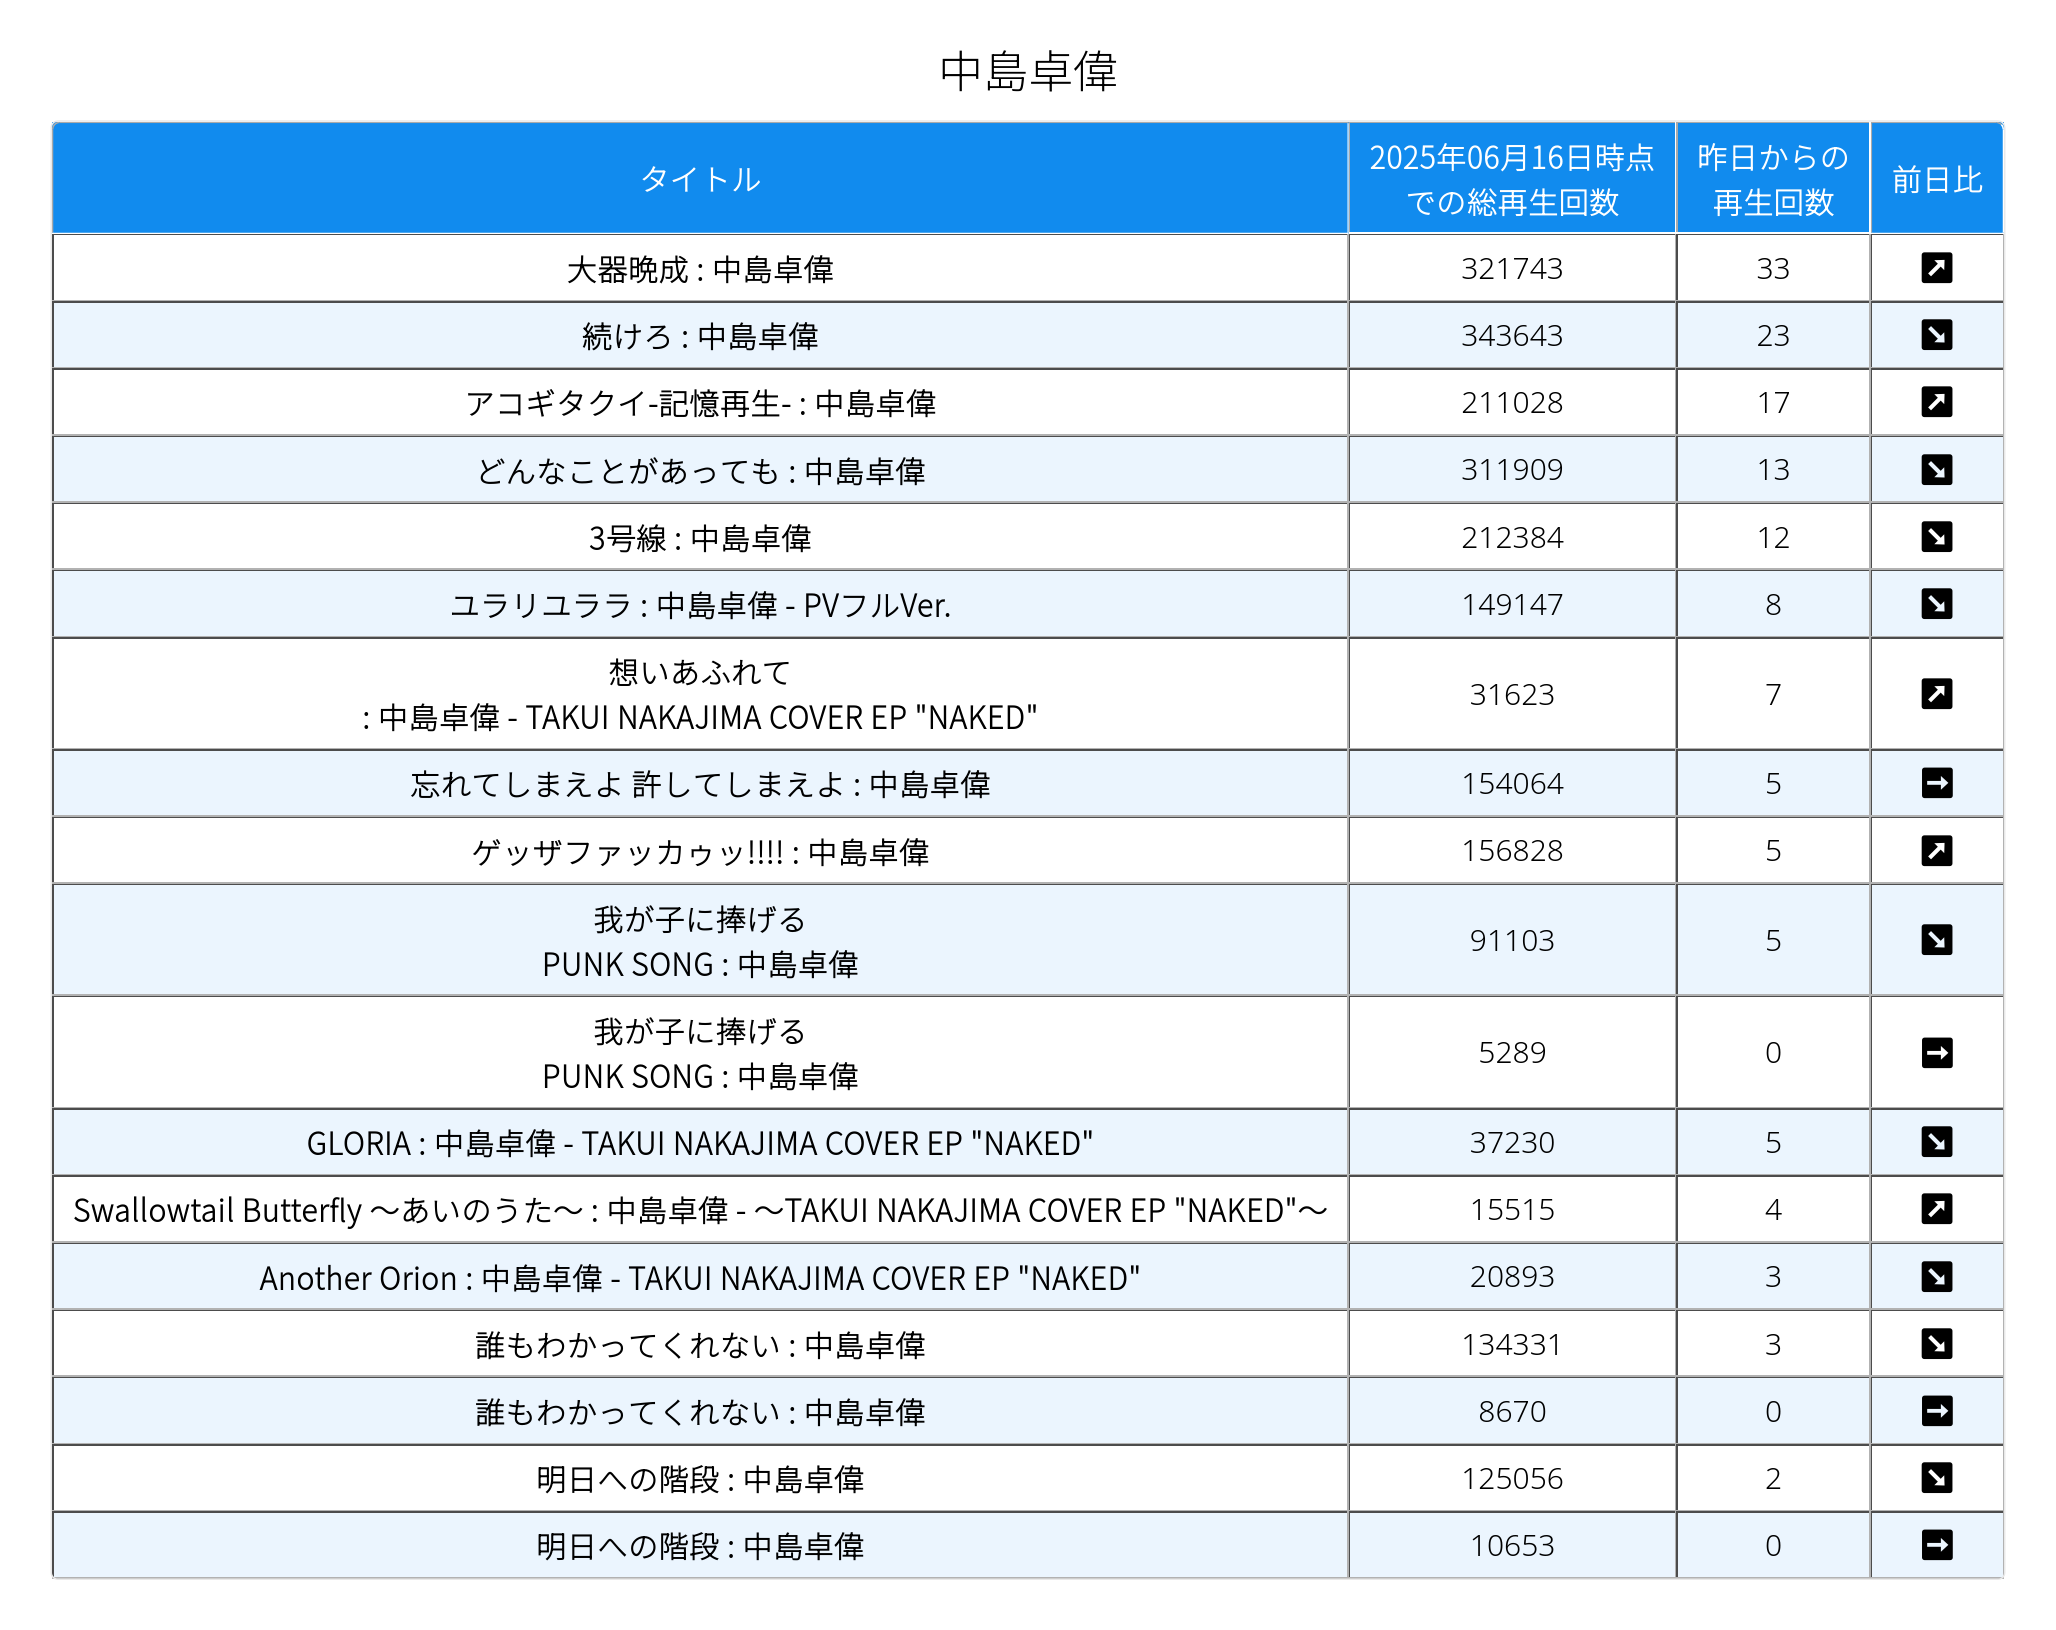 中島卓偉
タイトル
2025年06月16日時点
での総再生回数
昨日からの
再生回数
前日比
大器晩成 : 中島卓偉 321743 33 ↗
続けろ : 中島卓偉 343643 23 ↘
アコギタクイ-記憶再生- : 中島卓偉 211028 17 ↗
どんなことがあっても : 中島卓偉 311909 13 ↘
3号線 : 中島卓偉 212384 12 ↘
ユラリユララ : 中島卓偉 - PVフルVer. 149147 8 ↘
想いあふれて
: 中島卓偉 - TAKUI NAKAJIMA COVER EP "NAKED" 31623 7 ↗
忘れてしまえよ 許してしまえよ : 中島卓偉 154064 5 →
ゲッザファッカゥッ!!!! : 中島卓偉 156828 5 ↗
我が子に捧げる
PUNK SONG : 中島卓偉 91103 5 ↘
我が子に捧げる
PUNK SONG : 中島卓偉 5289 0 →
GLORIA : 中島卓偉 - TAKUI NAKAJIMA COVER EP "NAKED" 37230 5 ↘
Swallowtail Butterfly 〜あいのうた〜 : 中島卓偉 - 〜TAKUI NAKAJIMA COVER EP "NAKED"〜 15515 4 ↗
Another Orion : 中島卓偉 - TAKUI NAKAJIMA COVER EP "NAKED" 20893 3 ↘
誰もわかってくれない : 中島卓偉 134331 3 ↘
誰もわかってくれない : 中島卓偉 8670 0 →
明日への階段 : 中島卓偉 125056 2 ↘
明日への階段 : 中島卓偉 10653 0 →